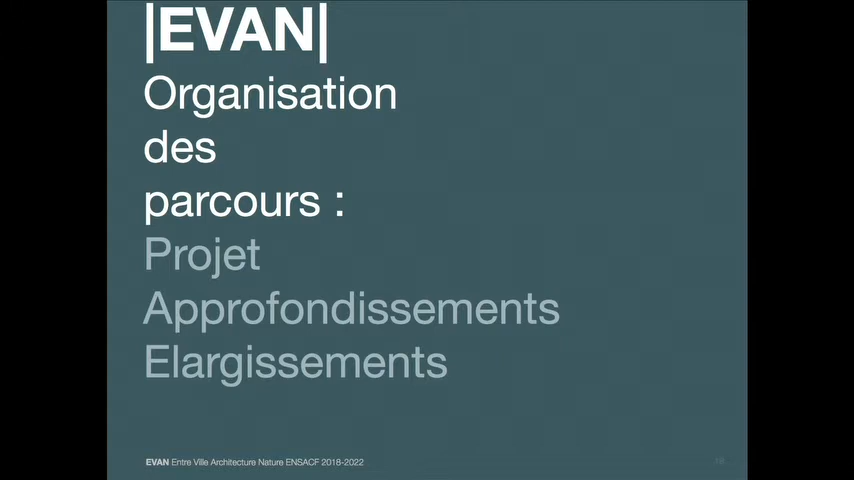 |EVAN|
Organisation
des
parcours :
Projet
Approfondissements
Elargissements
EVAN Entre Ville Architecture Nature ENSACF 2018-2022